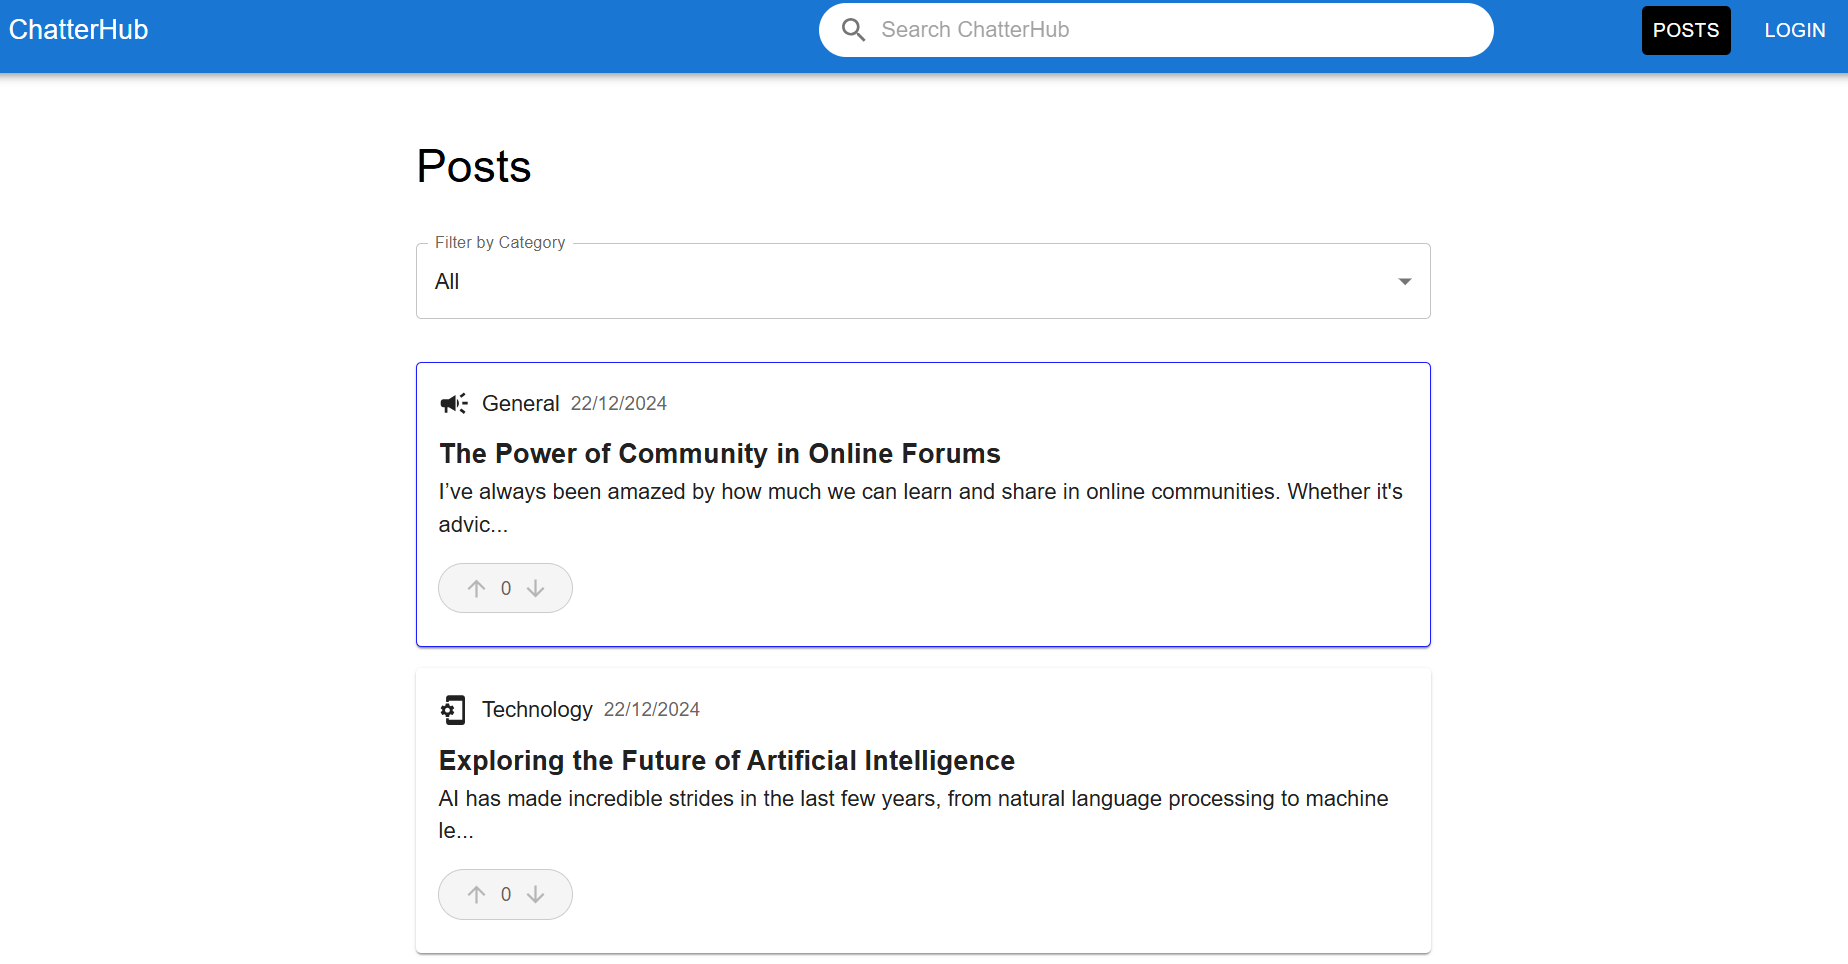 ChatterHub
Search ChatterHub
POSTS
LOGIN
Posts
Filter by Category
All
General 22/12/2024
The Power of Community in Online Forums
I’ve always been amazed by how much we can learn and share in online communities. Whether it's
advic...
0
Technology 22/12/2024
Exploring the Future of Artificial Intelligence
AI has made incredible strides in the last few years, from natural language processing to machine
le...
0